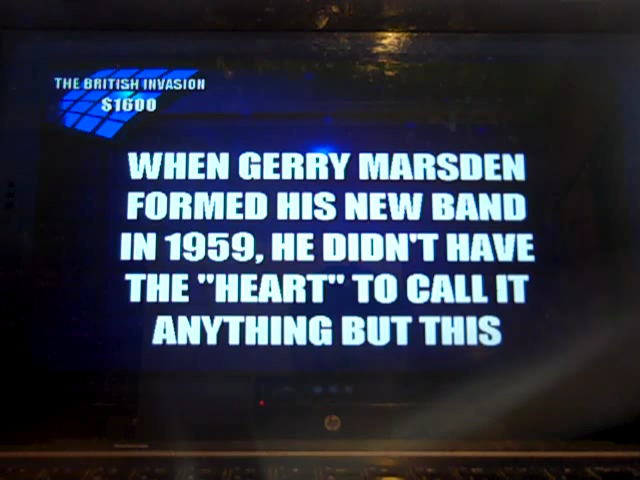 THE BRITISH INVASION
$1600
WHEN GERRY MARSDEN
FORMED HIS NEW BAND
IN 1959, HE DIDN'T HAVE
THE "HEART" TO CALL IT
ANYTHING BUT THIS
hp